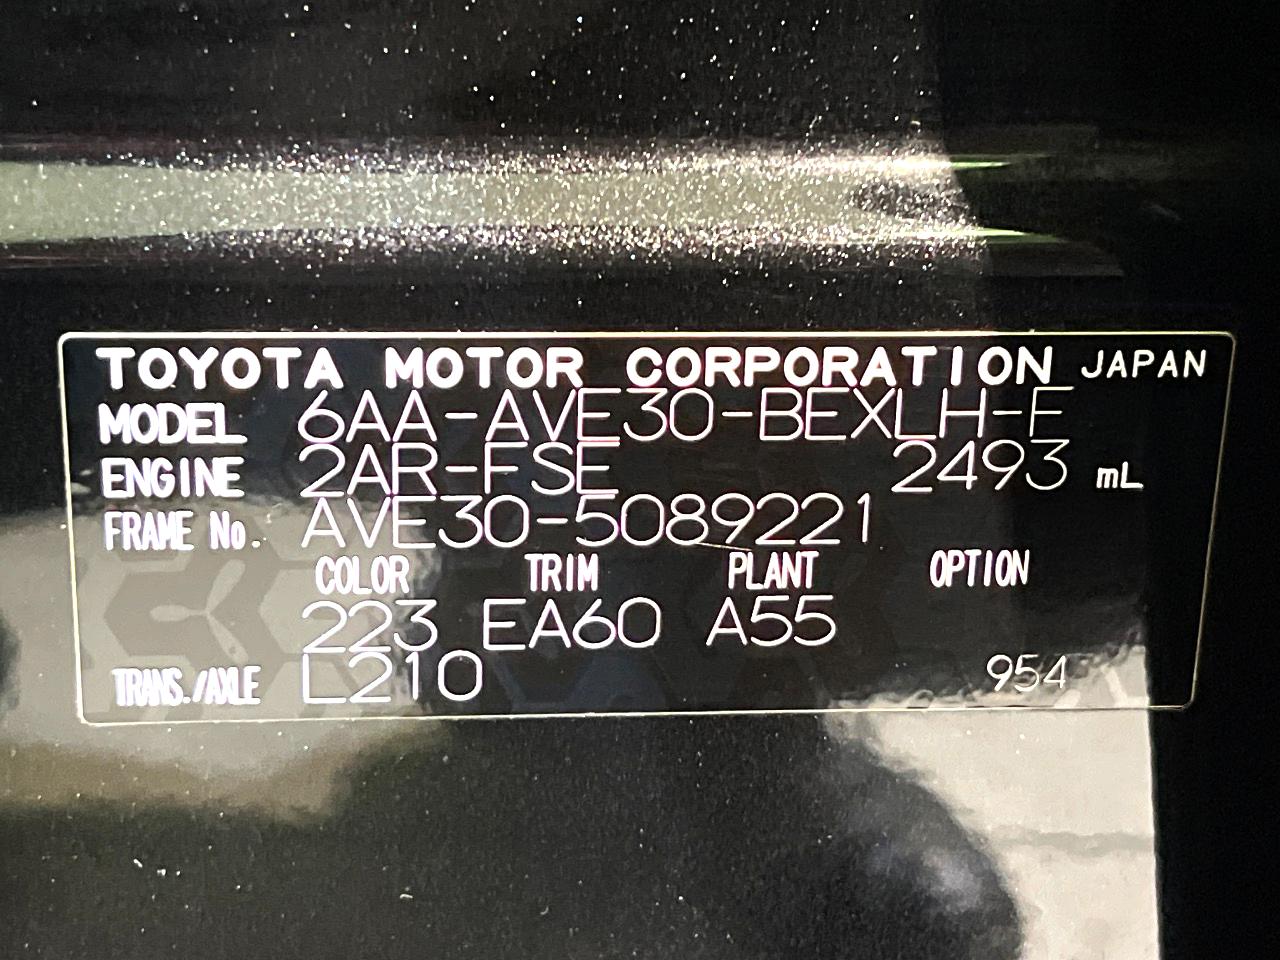 TOYOTA MOTOR CORPORATION JAPAN
MODEL 6AA-AVE30-BEXLH-F
ENGINE 2AR-FSE 2493 mL
FRAME No. AVE30-5089221
COLOR TRIM PLANT OPTION
223 EA60 A55
TRANS./AXLE L210 954